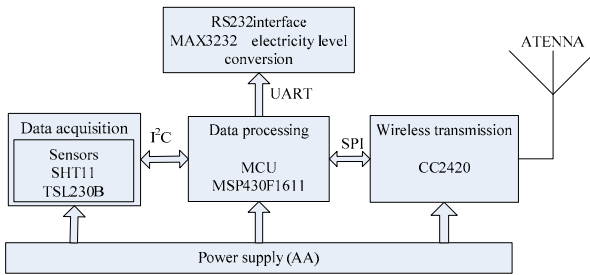 RS232interface
MAX3232 electricity level
conversion
UART
ATENNA
Data acquisition
Sensors
SHT11
TSL230B
I²C
Data processing
MCU
MSP430F1611
SPI
Wireless transmission
CC2420
Power supply (AA)